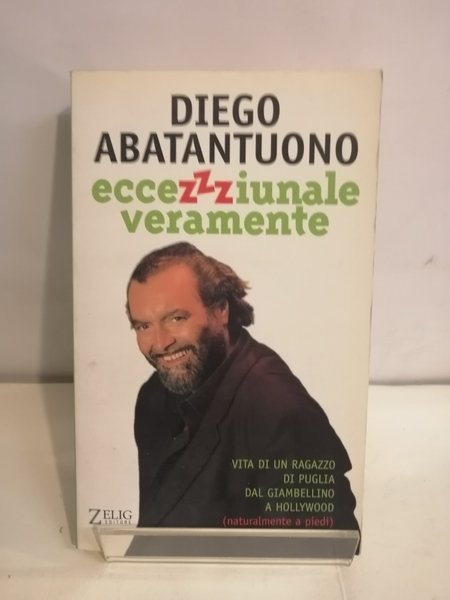 DIEGO
ABATANTUONO
eccezzziunale
veramente
VITA DI UN RAGAZZO
DI PUGLIA
DAL GIAMBELLINO
A HOLLYWOOD
(naturalmente a piedi)
ZELIG
EDITORE